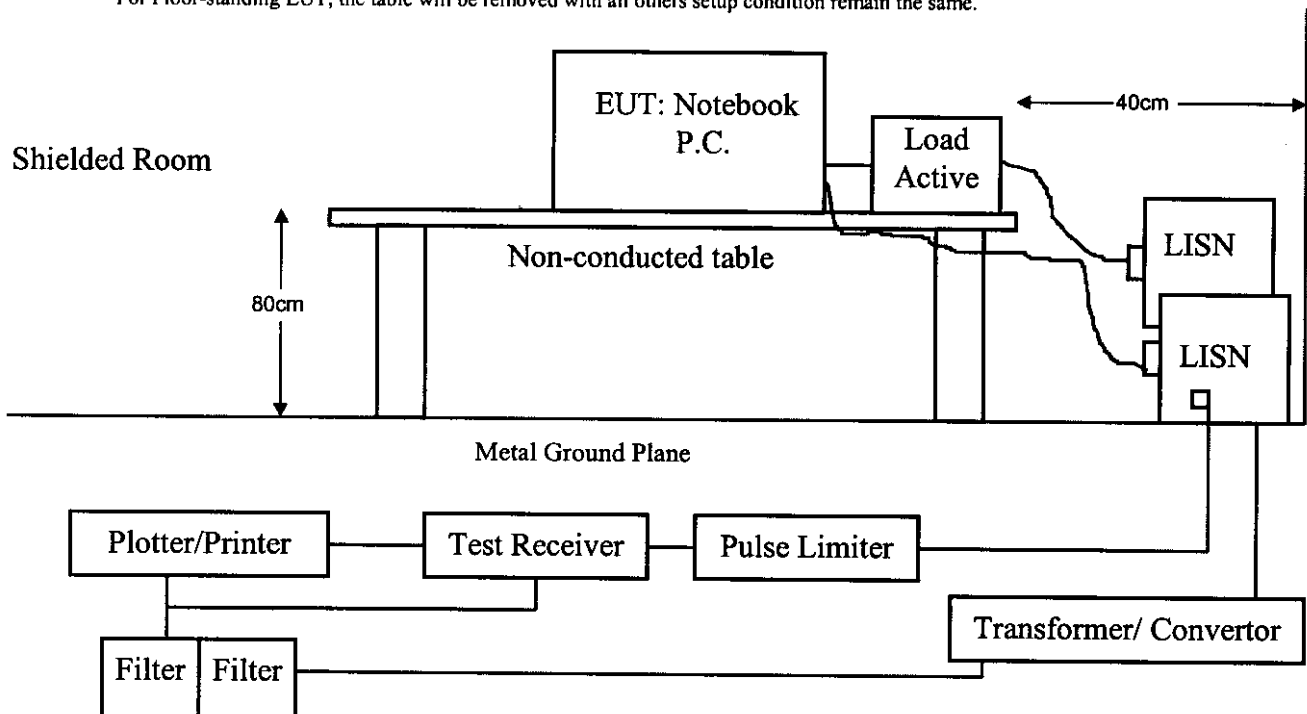 For Floor-standing EUT, the table will be removed with all others setup condition remain the same.
EUT: Notebook
P.C.
40cm
Load
Active
Shielded Room
LISN
Non-conducted table
80cm
LISN
Metal Ground Plane
Plotter/Printer
Test Receiver
Pulse Limiter
Transformer/ Convertor
Filter
Filter